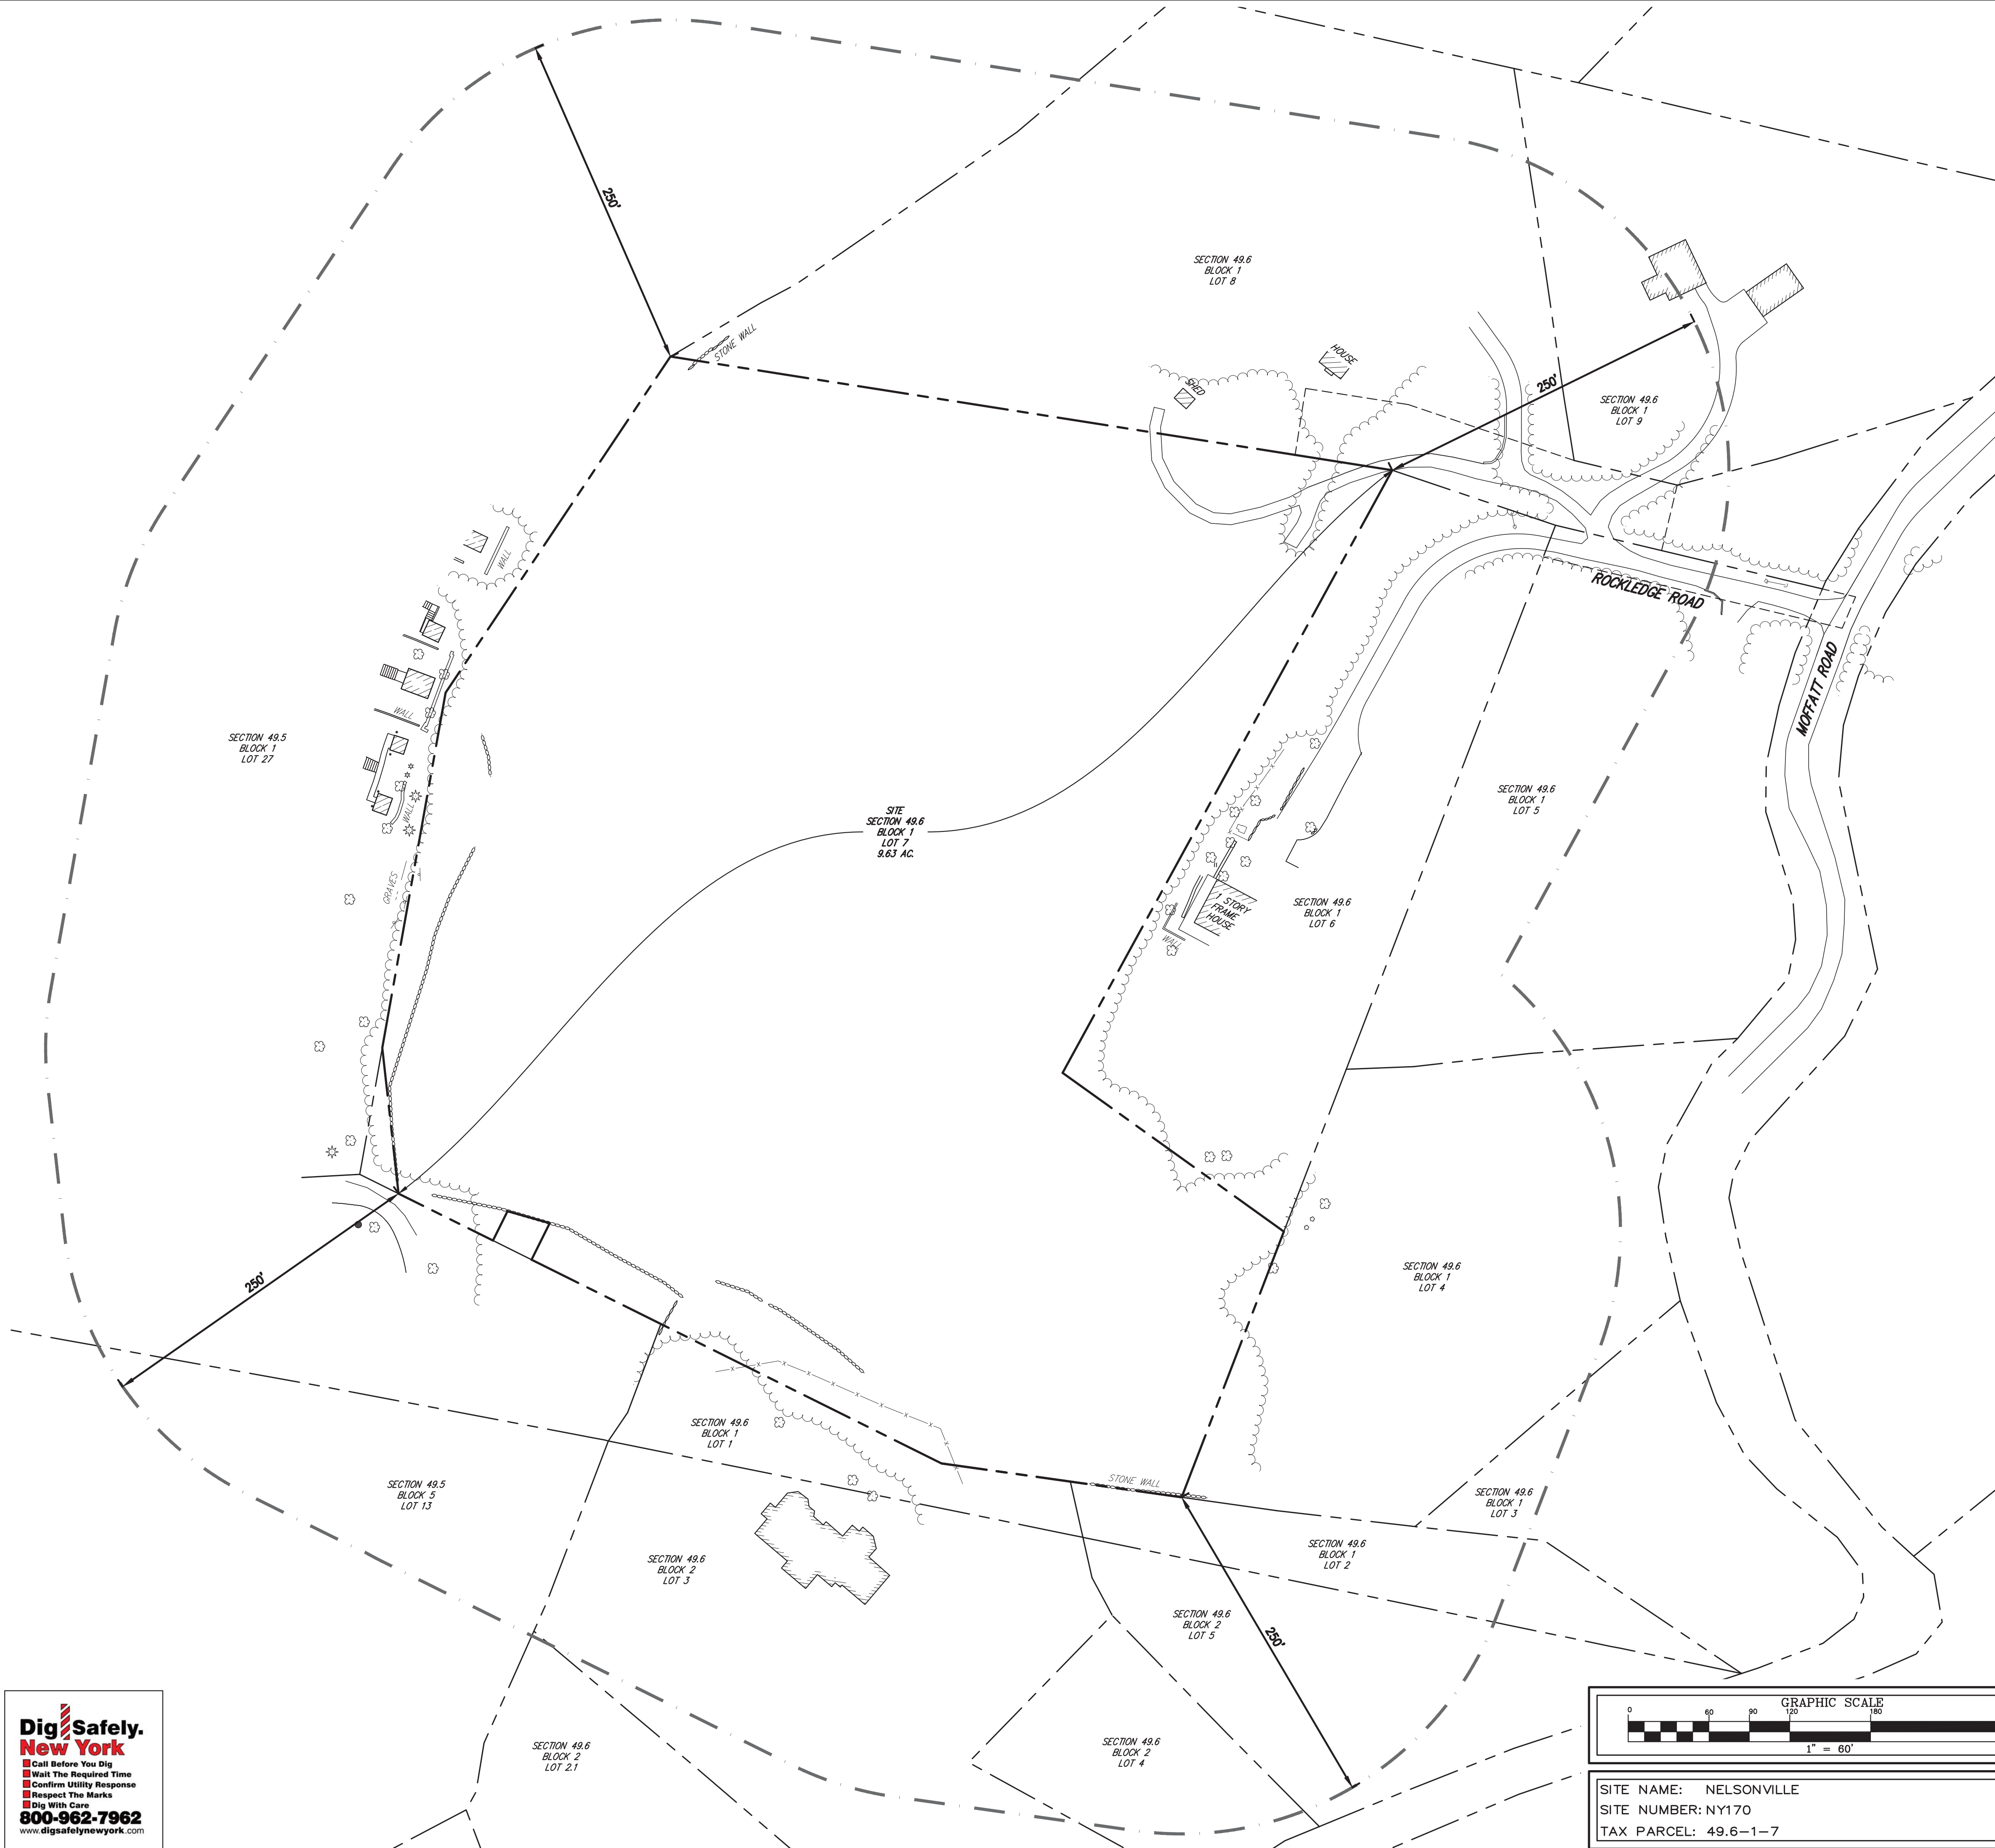 250'
SECTION 49.6
BLOCK 1
LOT 8
STONE WALL
HOUSE
SHED
250'
SECTION 49.6
BLOCK 1
LOT 9
WALL
ROCKLEDGE ROAD
MOFFATT ROAD
WALL
SECTION 49.5
BLOCK 1
LOT 27
WALL
SITE
SECTION 49.6
BLOCK 1
LOT 7
9.63 AC.
SECTION 49.6
BLOCK 1
LOT 5
GRAVES
1 STORY
FRAME
HOUSE
WALL
SECTION 49.6
BLOCK 1
LOT 6
250'
SECTION 49.6
BLOCK 1
LOT 4
SECTION 49.6
BLOCK 1
LOT 1
STONE WALL
SECTION 49.5
BLOCK 5
LOT 13
SECTION 49.6
BLOCK 1
LOT 3
SECTION 49.6
BLOCK 1
LOT 2
SECTION 49.6
BLOCK 2
LOT 3
SECTION 49.6
BLOCK 2
LOT 5
250'
SECTION 49.6
BLOCK 2
LOT 2.1
SECTION 49.6
BLOCK 2
LOT 4
Dig Safely.
New York
Call Before You Dig
Wait The Required Time
Confirm Utility Response
Respect The Marks
Dig With Care
800-962-7962
www.digsafelynewyork.com
GRAPHIC SCALE
0 60 90 120 180
1" = 60'
SITE NAME: NELSONVILLE
SITE NUMBER: NY170
TAX PARCEL: 49.6-1-7